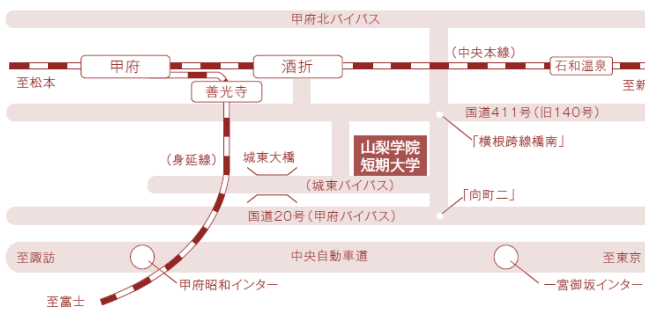 甲府北バイパス
(中央本線)
甲府
酒折
石和温泉
至松本
至新
善光寺
国道411号(旧140号)
「横根跨線橋南」
山梨学院
短期大学
(身延線)
城東大橋
(城東バイパス)
「向町二」
国道20号(甲府バイパス)
至諏訪
中央自動車道
至東京
甲府昭和インター
一宮御坂インター
至富士